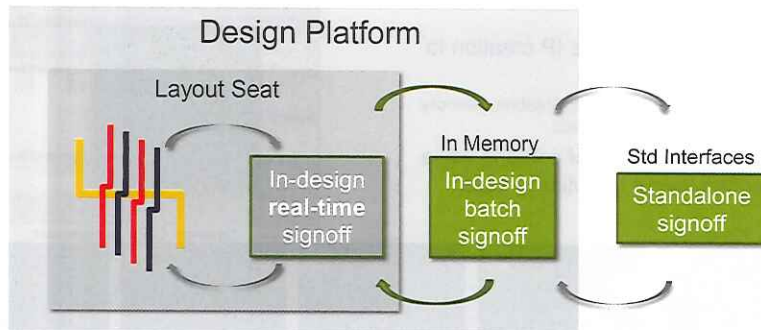 Design Platform
Layout Seat
In Memory
Std Interfaces
In-design
real-time
signoff
In-design
batch
signoff
Standalone
signoff